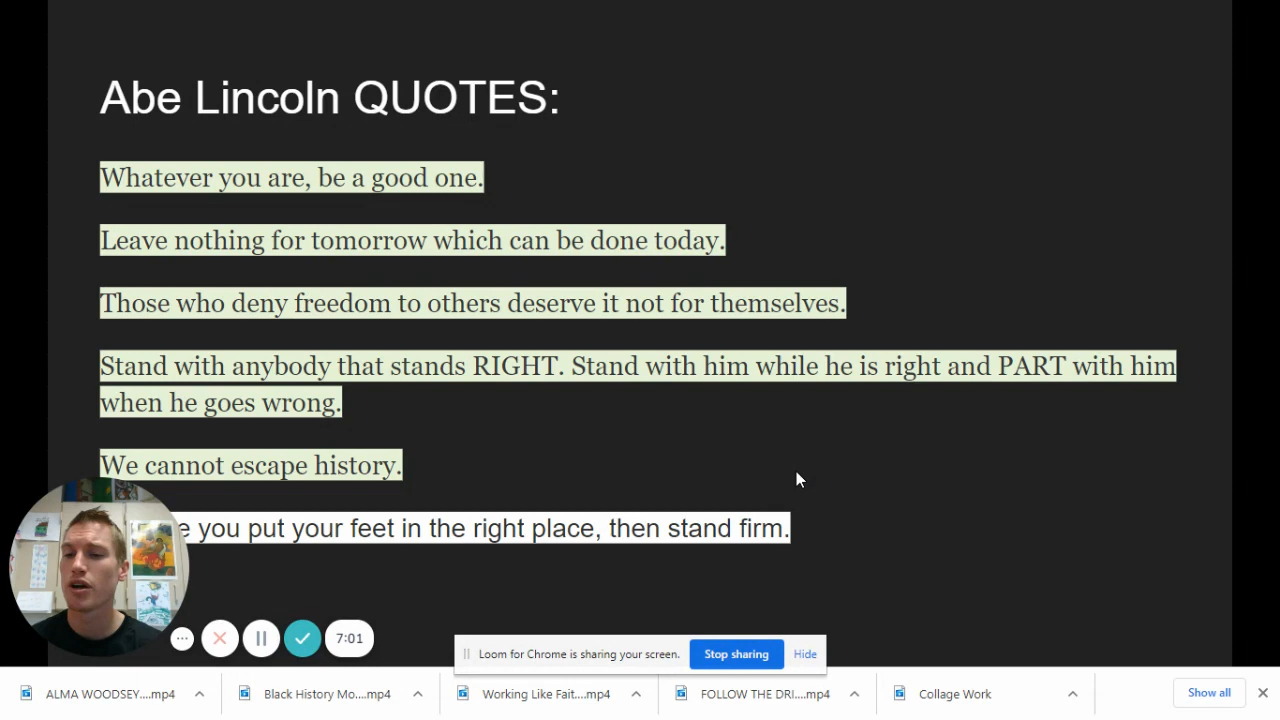 Abe Lincoln QUOTES:
Whatever you are, be a good one.
Leave nothing for tomorrow which can be done today.
Those who deny freedom to others deserve it not for themselves.
Stand with anybody that stands RIGHT. Stand with him while he is right and PART with him
when he goes wrong.
We cannot escape history.
you put your feet in the right place, then stand firm.
7:01
Loom for Chrome is sharing your screen.
Stop sharing
Hide
ALMA WOODSEY....mp4
Black History Mo....mp4
Working Like Fait....mp4
FOLLOW THE DRI....mp4
Collage Work
Show all